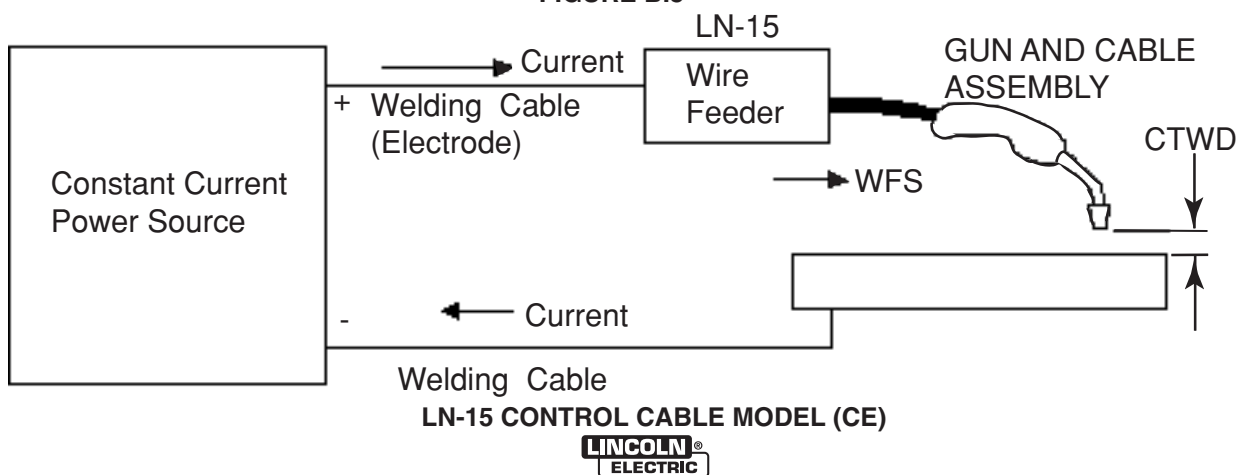 LN-15
GUN AND CABLE
ASSEMBLY
Current
Wire
Feeder
+ Welding Cable
(Electrode)
CTWD
WFS
Constant Current
Power Source
- 
Current
Welding Cable
LN-15 CONTROL CABLE MODEL (CE)
LINCOLN ®
ELECTRIC